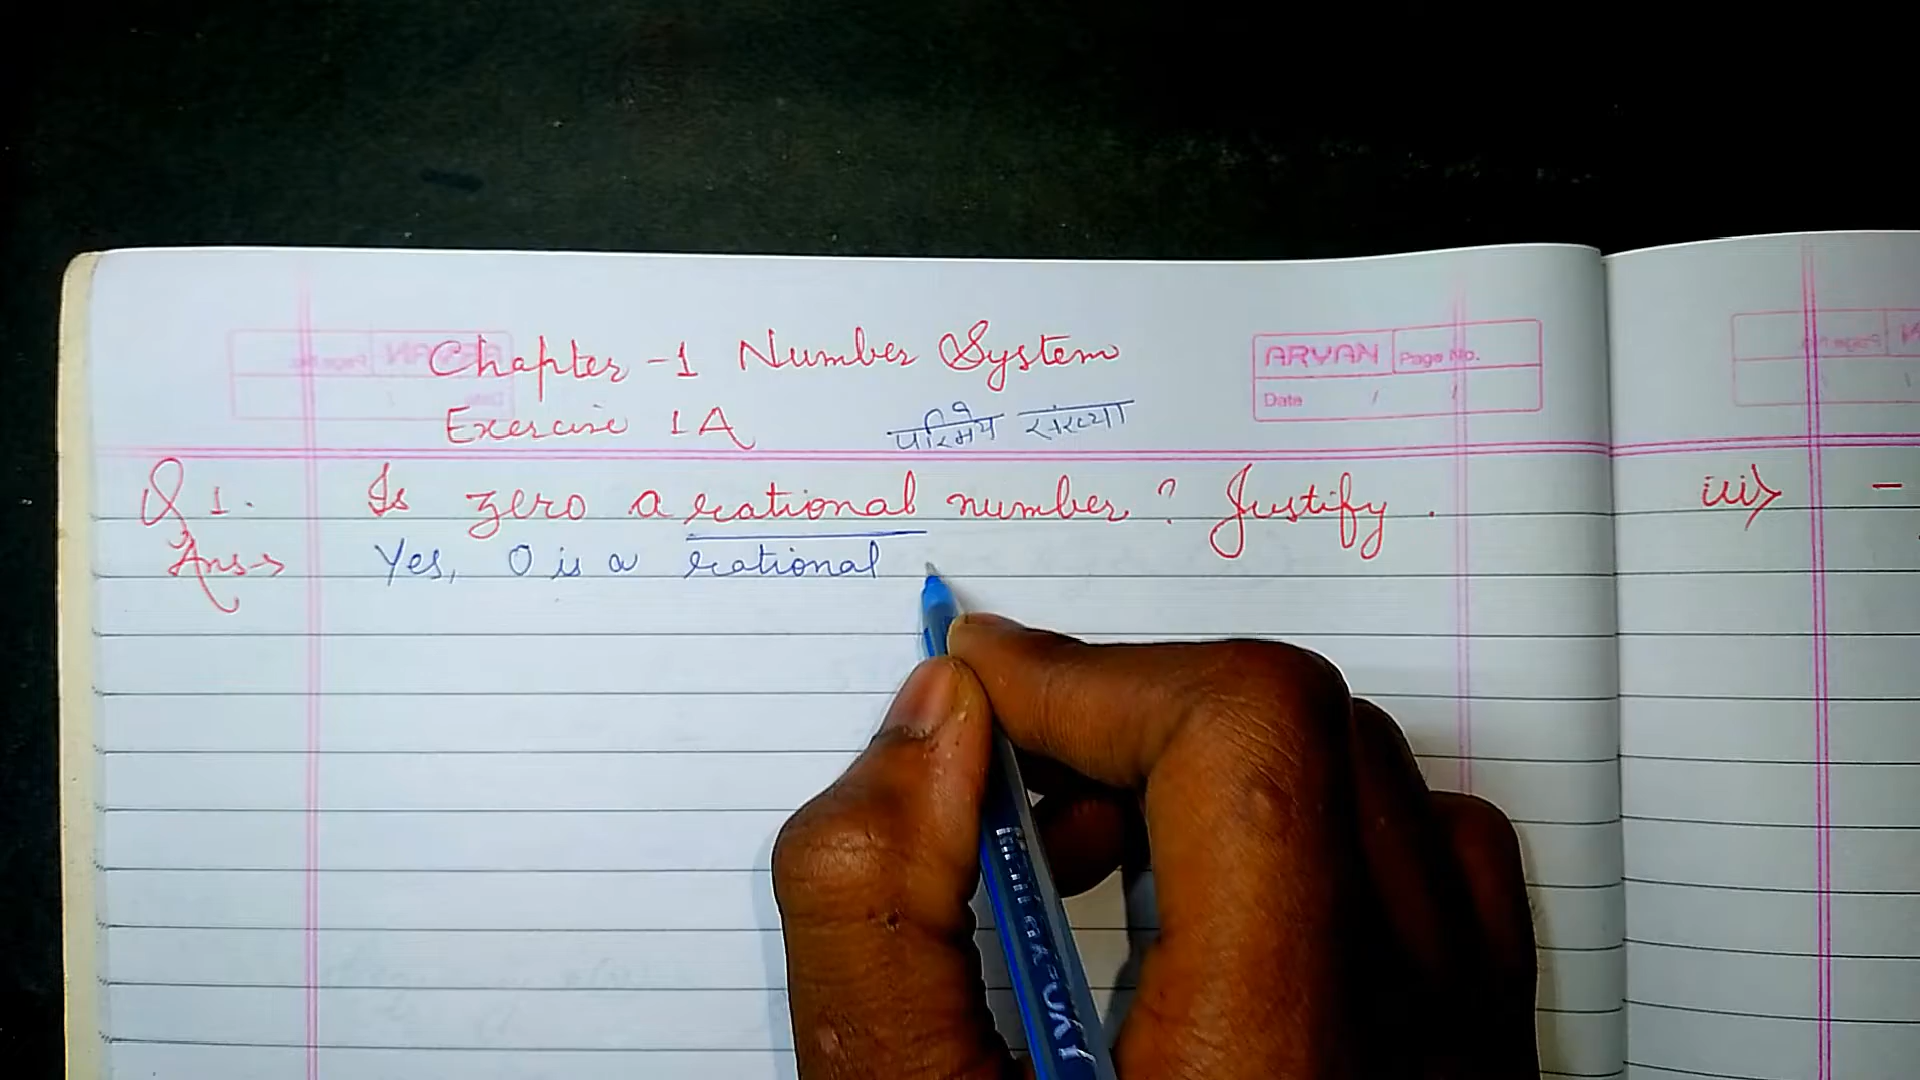 Chapter - 1 Number System
ARYAN Page No.
Date / /
Exercise 1A परिमेय संख्या
Q 1. Is zero a rational number? Justify.
Ans→ Yes, 0 is a rational
iii> -